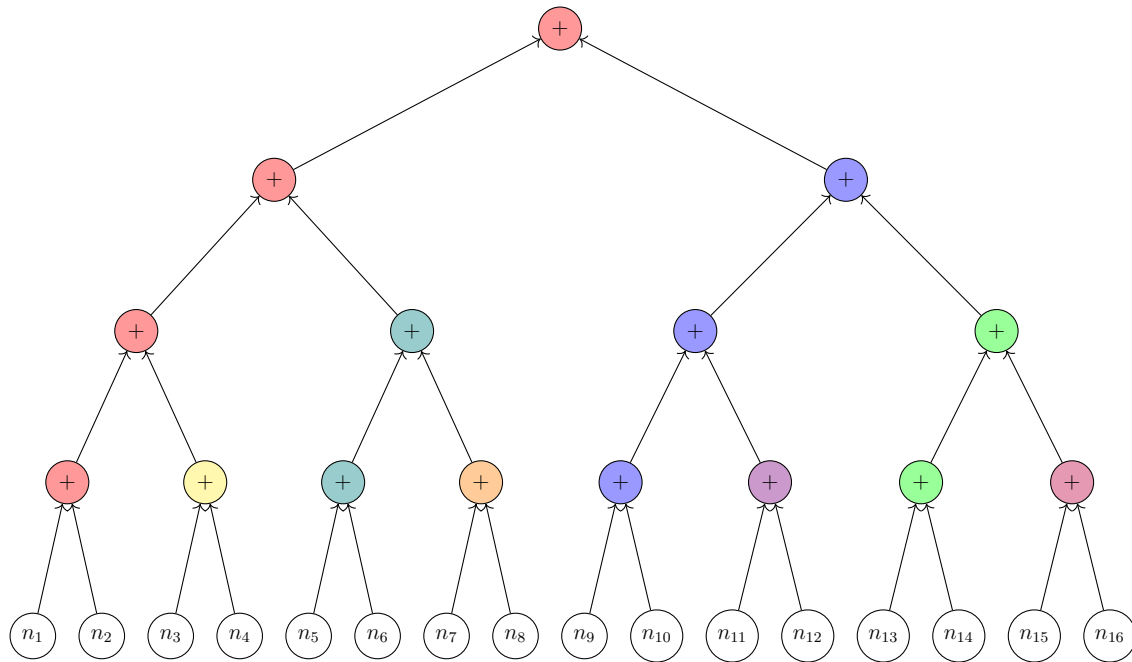 +
+ +
+ + + +
+ + + + + + + +
n₁ n₂ n₃ n₄ n₅ n₆ n₇ n₈ n₉ n₁₀ n₁₁ n₁₂ n₁₃ n₁₄ n₁₅ n₁₆